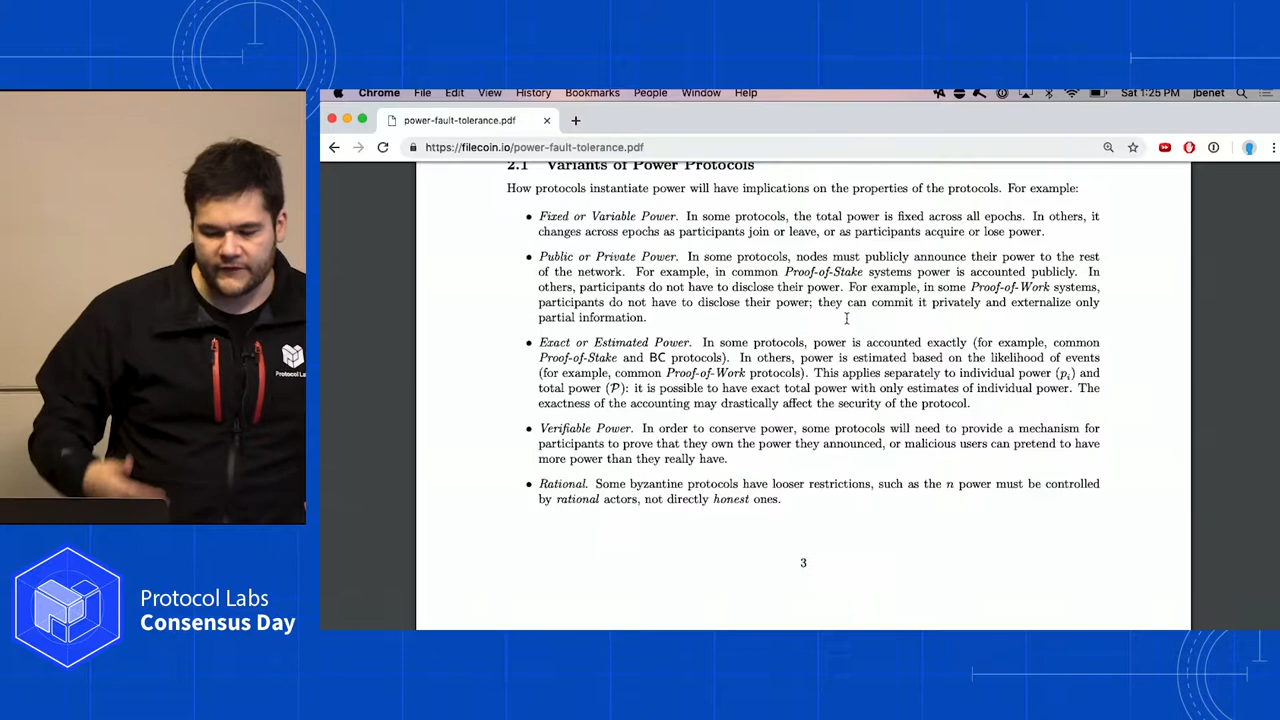 Chrome File Edit View History Bookmarks People Window Help Sat 1:25 PM jbenet
power-fault-tolerance.pdf
https://filecoin.io/power-fault-tolerance.pdf
2.1 Variants of Power Protocols
How protocols instantiate power will have implications on the properties of the protocols. For example:
• Fixed or Variable Power. In some protocols, the total power is fixed across all epochs. In others, it
changes across epochs as participants join or leave, or as participants acquire or lose power.
• Public or Private Power. In some protocols, nodes must publicly announce their power to the rest
of the network. For example, in common Proof-of-Stake systems power is accounted publicly. In
others, participants do not have to disclose their power. For example, in some Proof-of-Work systems,
participants do not have to disclose their power; they can commit it privately and externalize only
partial information.
• Exact or Estimated Power. In some protocols, power is accounted exactly (for example, common
Proof-of-Stake and BC protocols). In others, power is estimated based on the likelihood of events
(for example, common Proof-of-Work protocols). This applies separately to individual power (pᵢ) and
total power (𝒫): it is possible to have exact total power with only estimates of individual power. The
exactness of the accounting may drastically affect the security of the protocol.
• Verifiable Power. In order to conserve power, some protocols will need to provide a mechanism for
participants to prove that they own the power they announced, or malicious users can pretend to have
more power than they really have.
• Rational. Some byzantine protocols have looser restrictions, such as the n power must be controlled
by rational actors, not directly honest ones.
3
Protocol Labs
Protocol Labs
Consensus Day